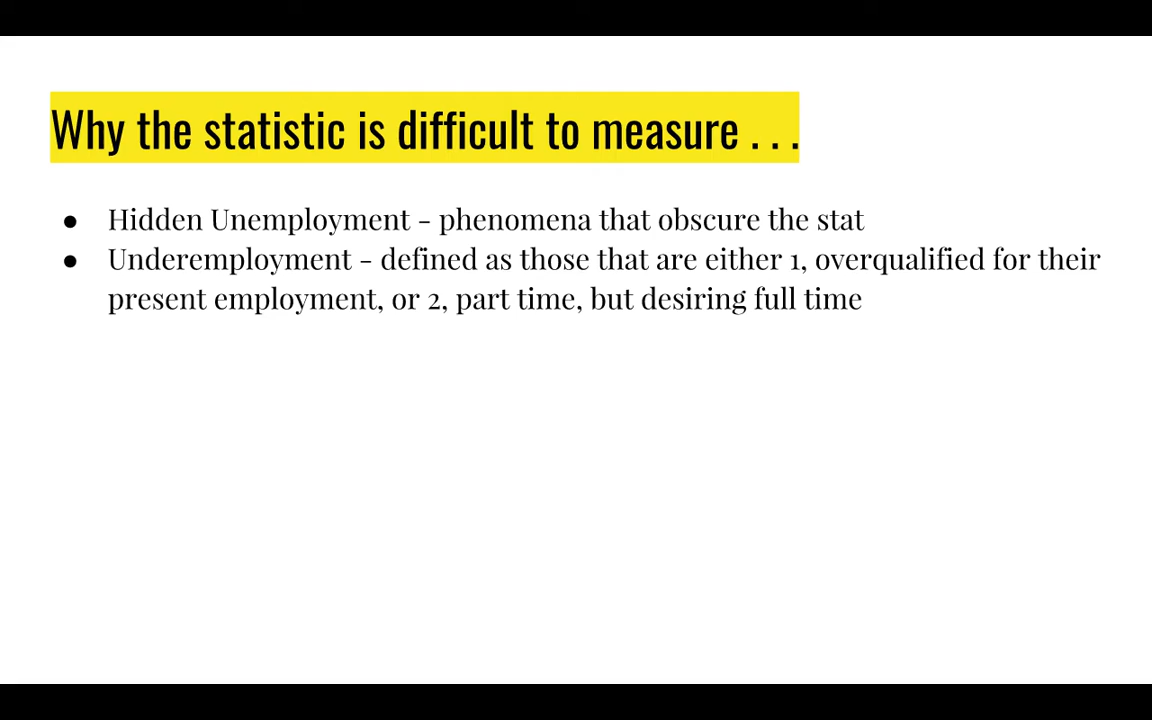 Why the statistic is difficult to measure . . .
● Hidden Unemployment - phenomena that obscure the stat
● Underemployment - defined as those that are either 1, overqualified for their
present employment, or 2, part time, but desiring full time